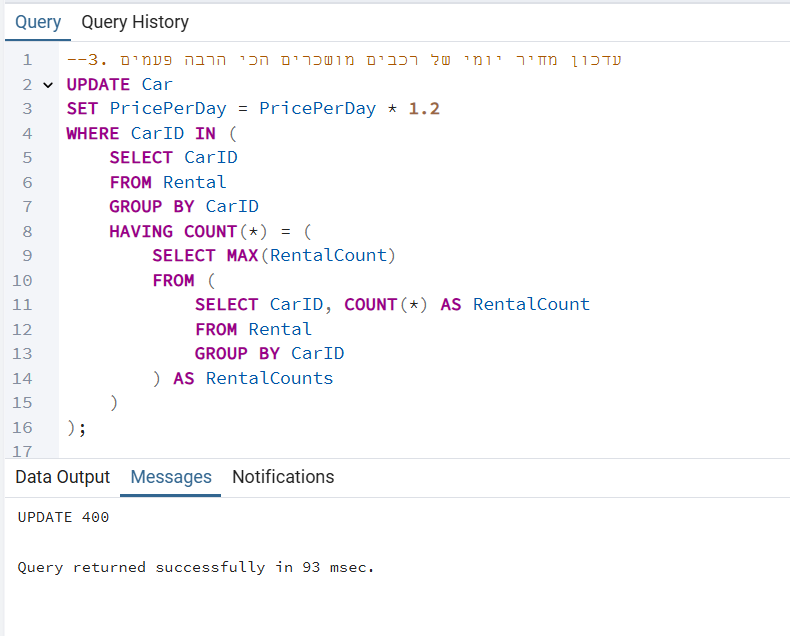 Query Query History
1 --3. עדכון מחיר יומי של רכבים מושכרים הכי הרבה פעמים
2 UPDATE Car
3 SET PricePerDay = PricePerDay * 1.2
4 WHERE CarID IN (
5 SELECT CarID
6 FROM Rental
7 GROUP BY CarID
8 HAVING COUNT(*) = (
9 SELECT MAX(RentalCount)
10 FROM (
11 SELECT CarID, COUNT(*) AS RentalCount
12 FROM Rental
13 GROUP BY CarID
14 ) AS RentalCounts
15 )
16 );
17
Data Output Messages Notifications
UPDATE 400
Query returned successfully in 93 msec.